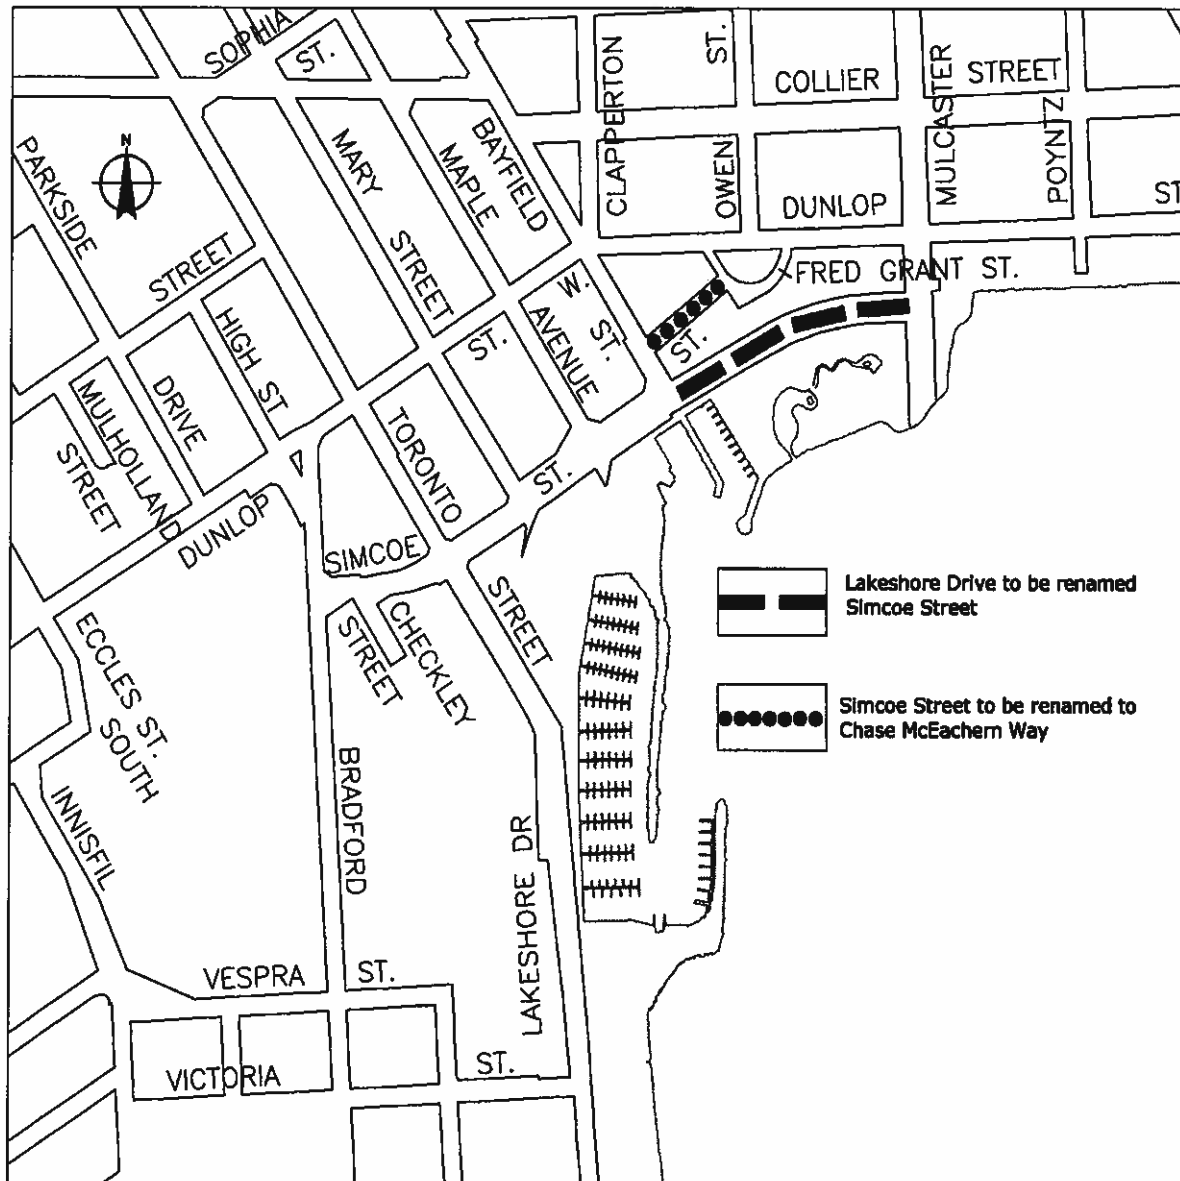 SOPHIA
ST.
CLAPPERTON
ST.
COLLIER
MULCASTER
STREET
POYNTZ
N
PARKSIDE
MARY
MAPLE
BAYFIELD
OWEN
DUNLOP
ST
STREET
STREET
W.
FRED GRANT ST.
HIGH ST
ST.
AVENUE
ST.
ST.
MULHOLLAND
DRIVE
TORONTO
STREET
DUNLOP
ST.
SIMCOE
Lakeshore Drive to be renamed
Simcoe Street
STREET
CHECKLEY
STREET
ECCLES ST.
SOUTH
Simcoe Street to be renamed to
Chase McEachern Way
INNISFIL
BRADFORD
LAKESHORE DR
VESPRA
ST.
VICTORIA
ST.